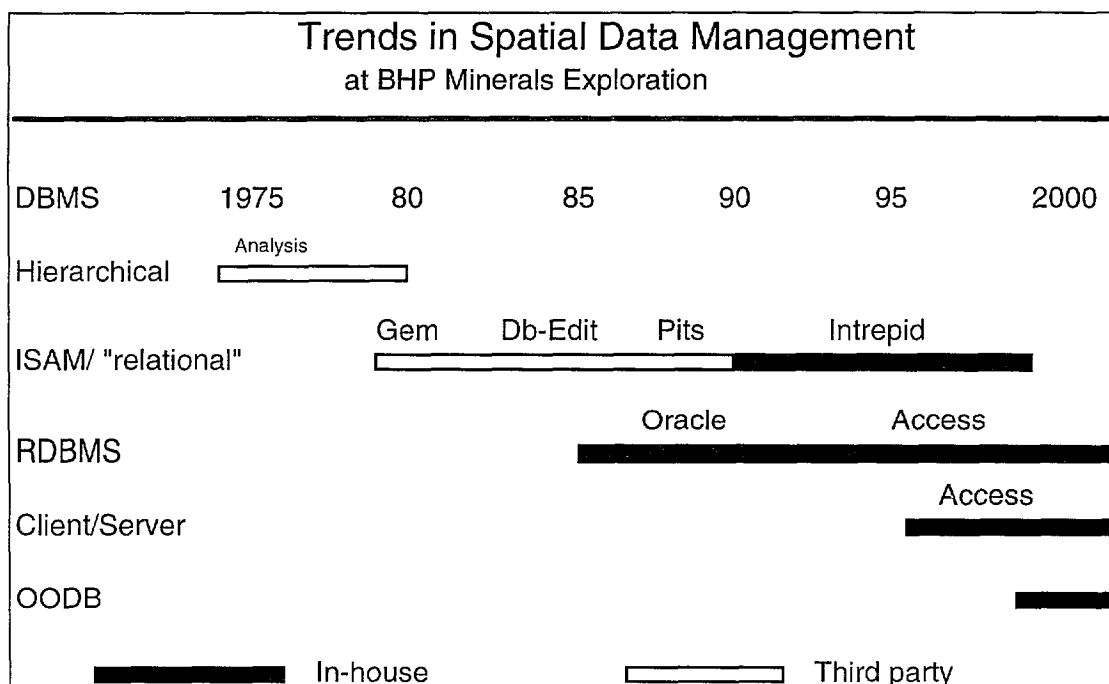 Trends in Spatial Data Management
at BHP Minerals Exploration
DBMS 1975 80 85 90 95 2000
Analysis
Hierarchical
Gem Db-Edit Pits Intrepid
ISAM/ "relational"
Oracle Access
RDBMS
Access
Client/Server
OODB
In-house Third party